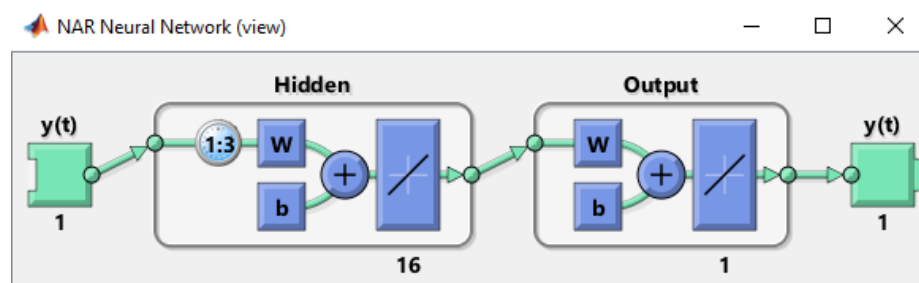 NAR Neural Network (view)
Hidden
Output
y(t)
1:3
W
b
W
b
y(t)
1
16
1
1